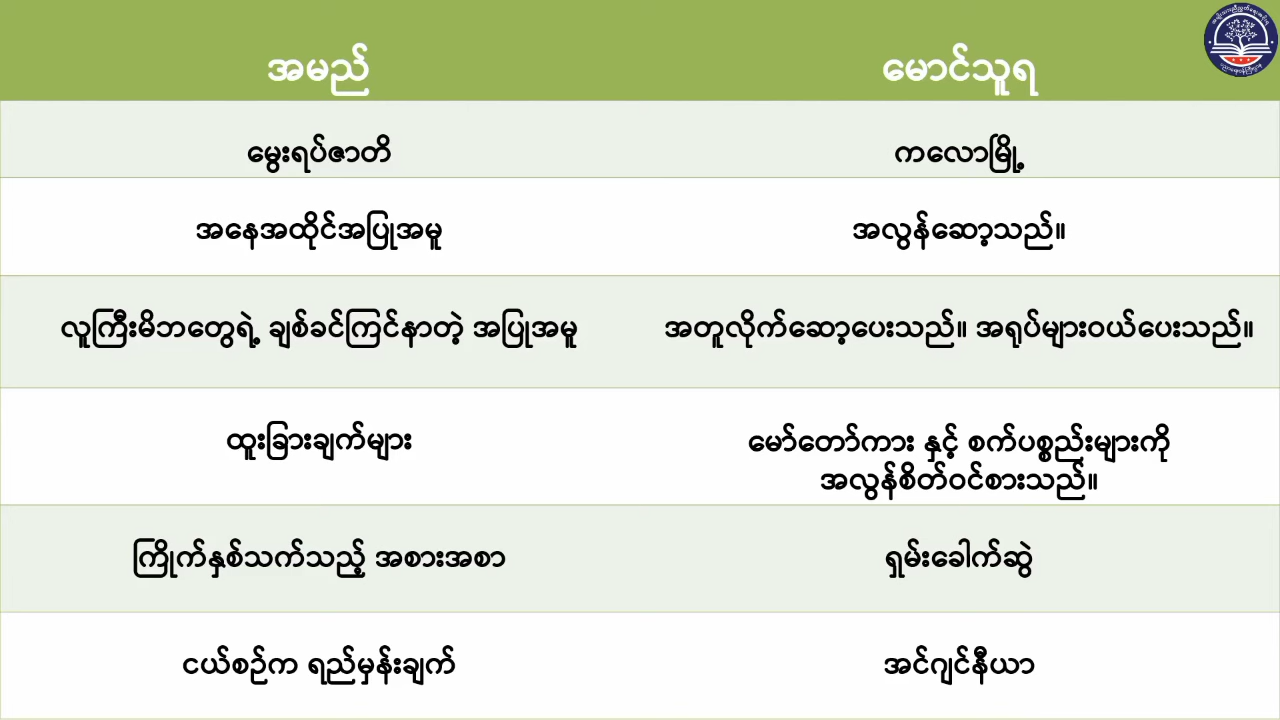 အမည် မောင်သူရ
မွေးရပ်ဇာတိ ကလောမြို့
အနေအထိုင်အပြုအမူ အလွန်ဆော့သည်။
လူကြီးမိဘတွေရဲ့ ချစ်ခင်ကြင်နာတဲ့ အပြုအမူ အတူလိုက်ဆော့ပေးသည်။ အရုပ်များဝယ်ပေးသည်။
ထူးခြားချက်များ မော်တော်ကား နှင့် စက်ပစ္စည်းများကို
အလွန်စိတ်ဝင်စားသည်။
ကြိုက်နှစ်သက်သည့် အစားအစာ ရှမ်းခေါက်ဆွဲ
ငယ်စဉ်က ရည်မှန်းချက် အင်ဂျင်နီယာ